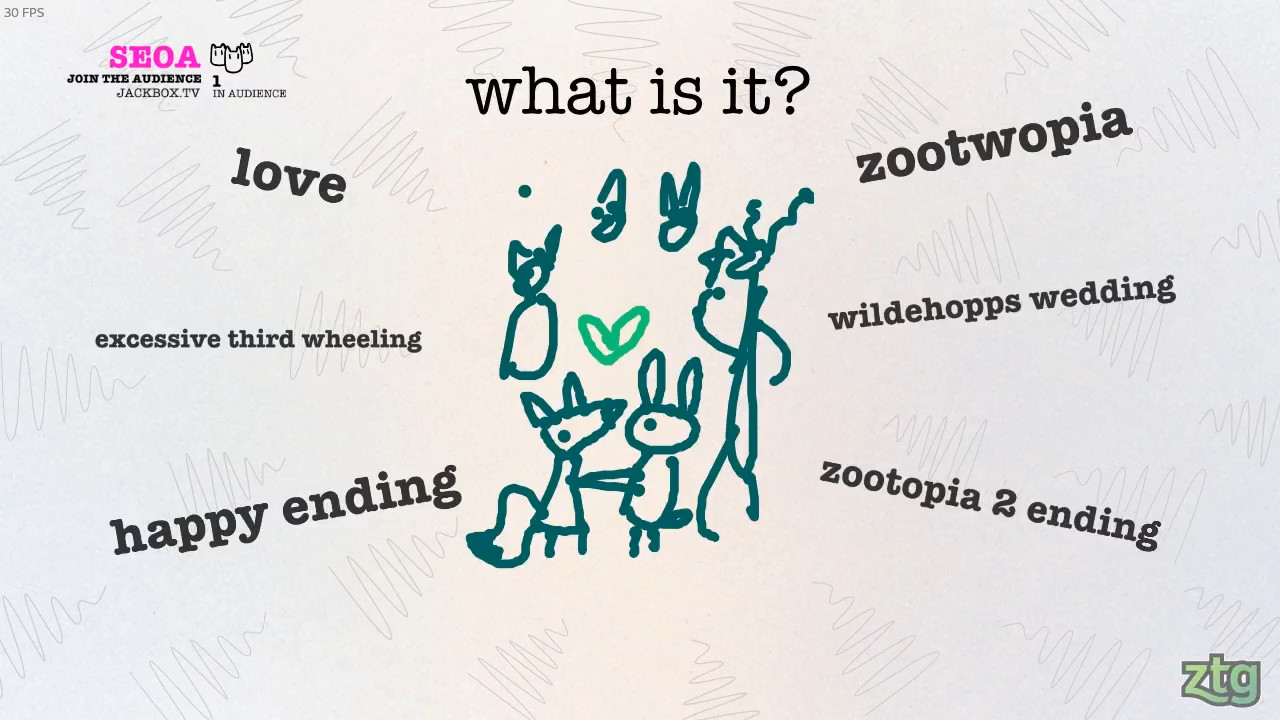 30 FPS
SEOA
JOIN THE AUDIENCE
JACKBOX.TV
1
IN AUDIENCE
what is it?
love
zootwopia
excessive third wheeling
wildehopps wedding
happy ending
zootopia 2 ending
ztg